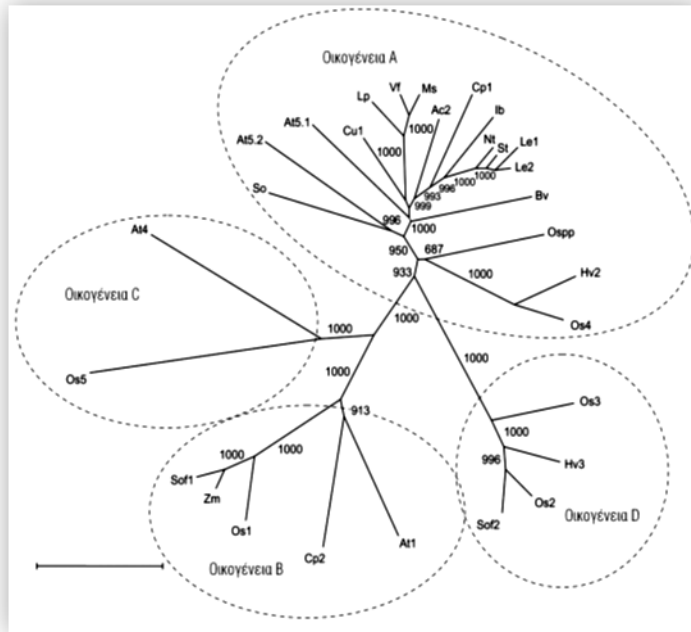 Οικογένεια A
Vf
Ms
Lp
Cp1
Ac2
Ib
At5.1
Cu1
1000
Nt
St
Le1
At5.2
1000
Le2
1000
1000
996
993
999
So
Bv
996
1000
At4
Ospp
950
687
933
1000
Hv2
Οικογένεια C
Os4
1000
1000
1000
Os5
1000
Os3
913
1000
1000
1000
996
Hv3
Sof1
Zm
Os2
Os1
Sof2
Οικογένεια D
At1
Cp2
Οικογένεια B